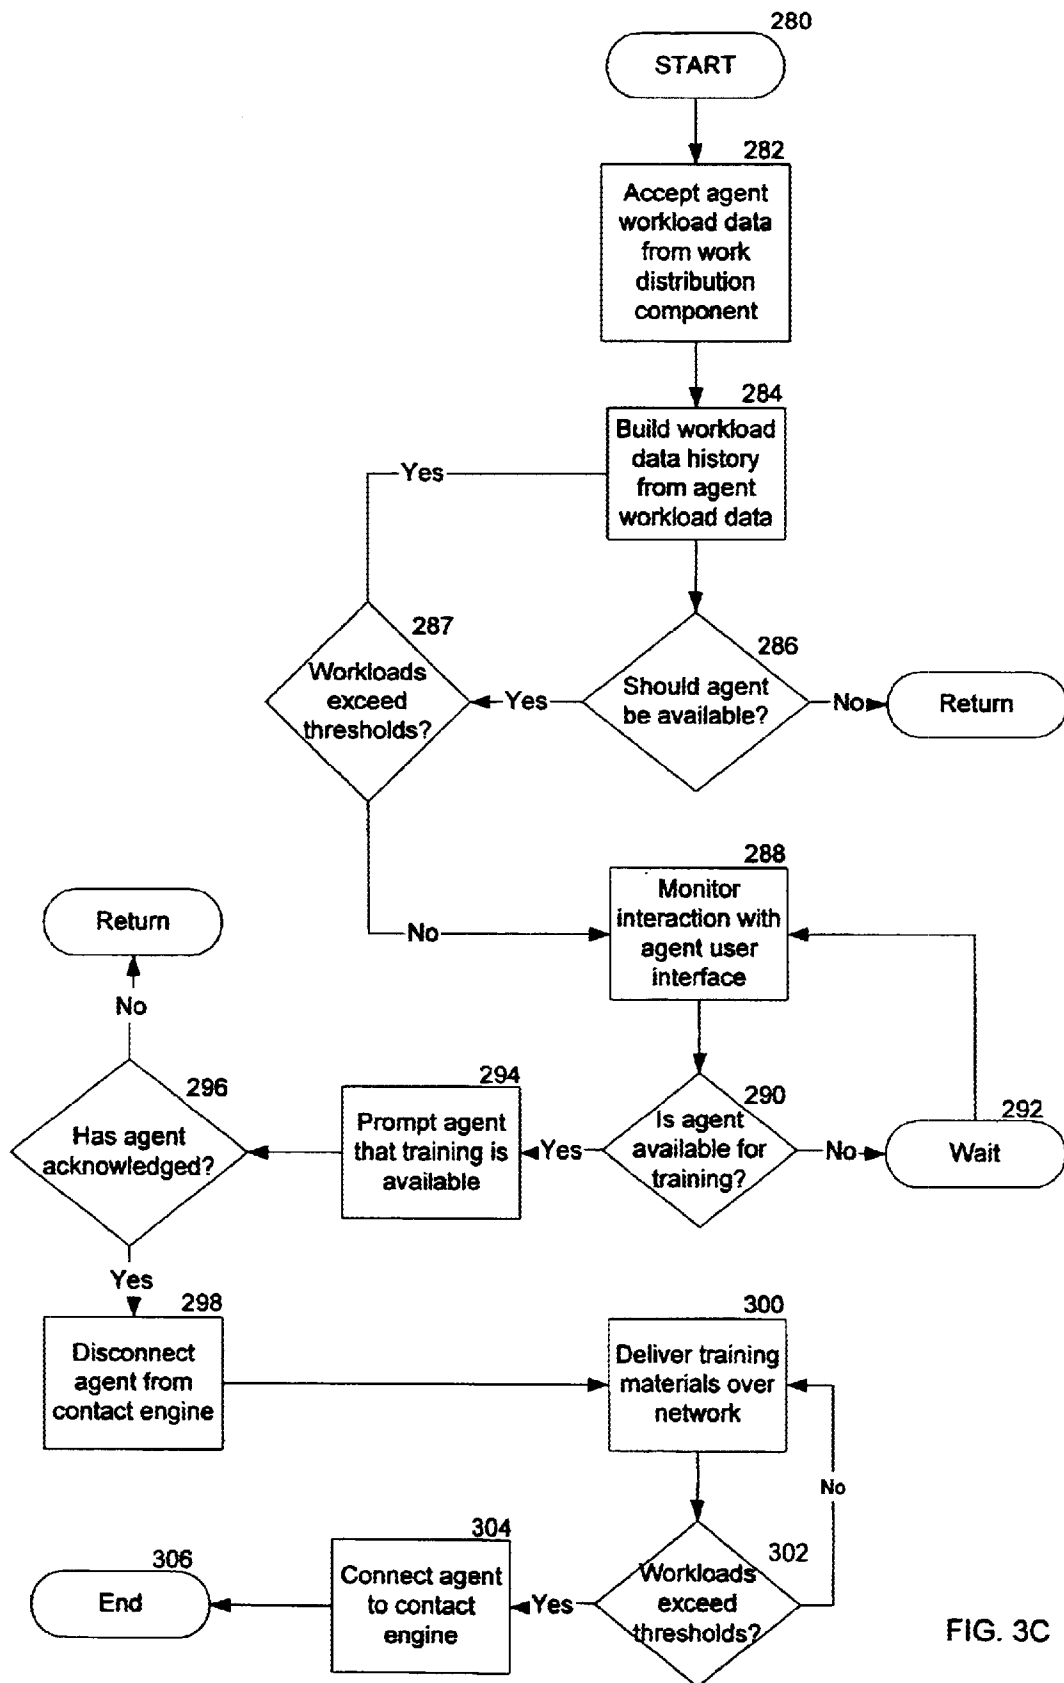 280
START
282
Accept agent
workload data
from work
distribution
component
284
Build workload
data history
from agent
workload data
Yes
287
Workloads
exceed
thresholds?
Yes
286
Should agent
be available?
No
Return
288
Monitor
interaction with
agent user
interface
No
Return
No
296
Has agent
acknowledged?
294
Prompt agent
that training is
available
Yes
290
Is agent
available for
training?
No
292
Wait
Yes
298
Disconnect
agent from
contact engine
300
Deliver training
materials over
network
No
302
Workloads
exceed
thresholds?
Yes
304
Connect agent
to contact
engine
306
End
FIG. 3C